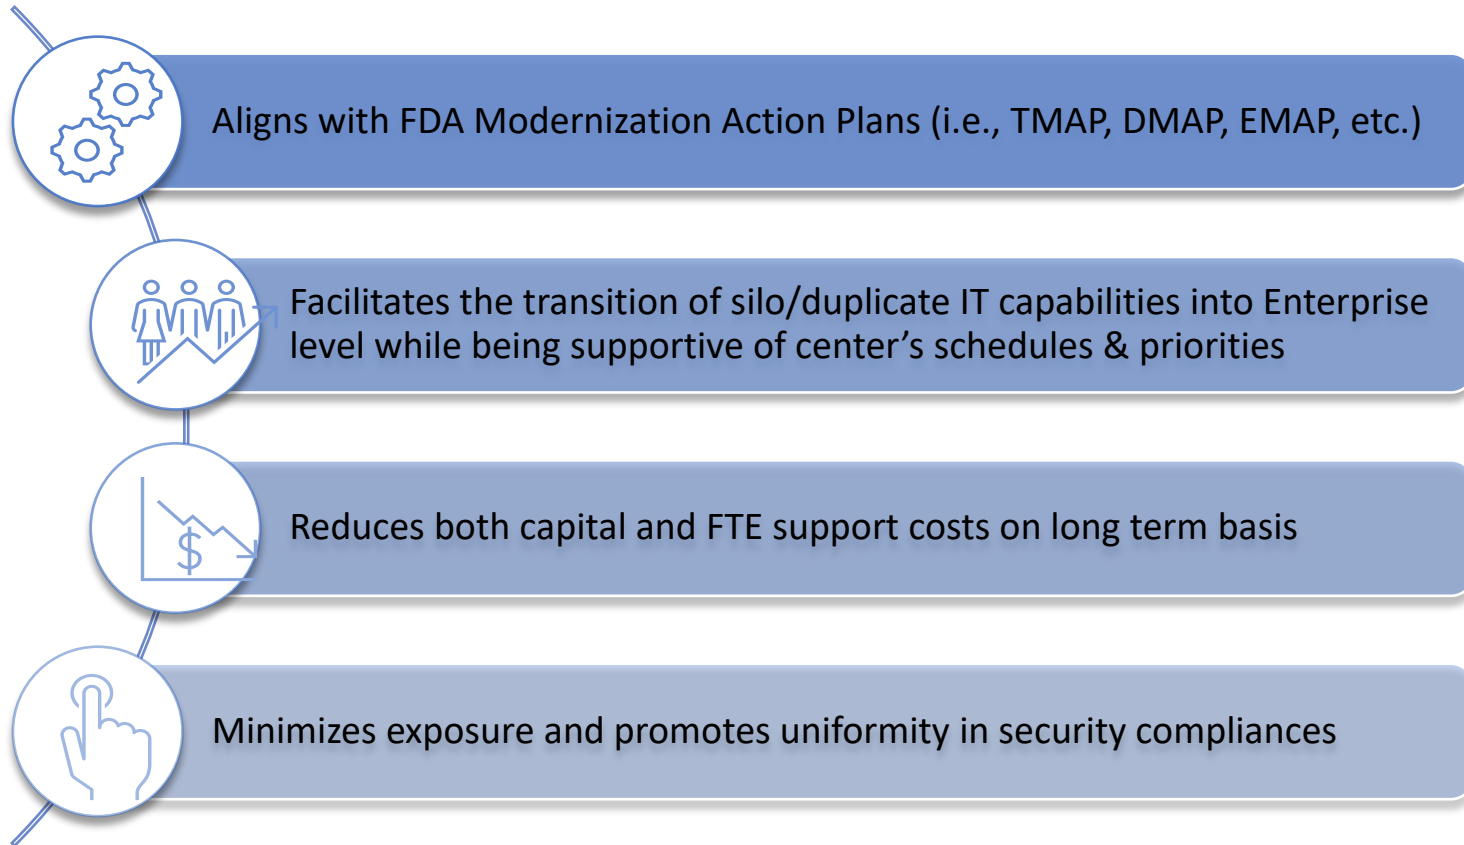 Aligns with FDA Modernization Action Plans (i.e., TMAP, DMAP, EMAP, etc.)
Facilitates the transition of silo/duplicate IT capabilities into Enterprise
level while being supportive of center’s schedules & priorities
$
Reduces both capital and FTE support costs on long term basis
Minimizes exposure and promotes uniformity in security compliances